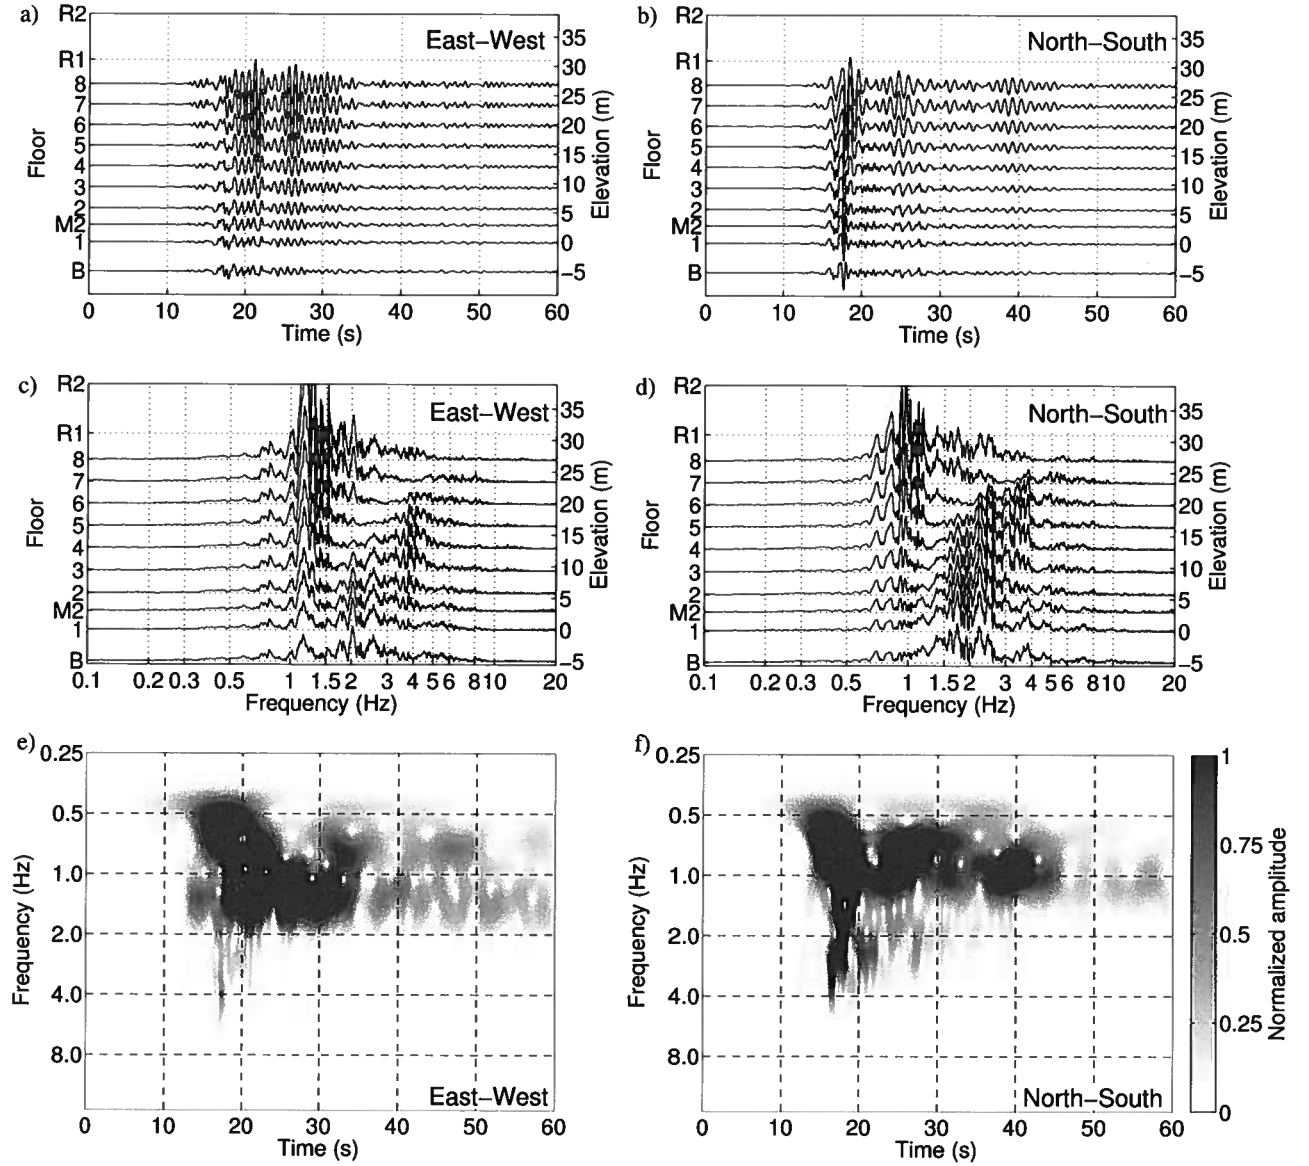 a)
R2
R1
8
7
6
5
4
3
2
M2
1
B
Floor
East−West
35
30
25
20
15
10
5
0
−5
Elevation (m)
0 10 20 30 40 50 60
Time (s)
b)
R2
R1
8
7
6
5
4
3
2
M2
1
B
Floor
North−South
35
30
25
20
15
10
5
0
−5
Elevation (m)
0 10 20 30 40 50 60
Time (s)
c)
R2
R1
8
7
6
5
4
3
2
M2
1
B
Floor
East−West
35
30
25
20
15
10
5
0
−5
Elevation (m)
0.1 0.2 0.3 0.5 1 1.5 2 3 4 5 6 8 10 20
Frequency (Hz)
d)
R2
R1
8
7
6
5
4
3
2
M2
1
B
Floor
North−South
35
30
25
20
15
10
5
0
−5
Elevation (m)
0.1 0.2 0.3 0.5 1 1.5 2 3 4 5 6 8 10 20
Frequency (Hz)
e)
0.25
0.5
1.0
2.0
4.0
8.0
Frequency (Hz)
East−West
0 10 20 30 40 50 60
Time (s)
f)
0.25
0.5
1.0
2.0
4.0
8.0
Frequency (Hz)
North−South
0 10 20 30 40 50 60
Time (s)
1
0.75
0.5
0.25
0
Normalized amplitude